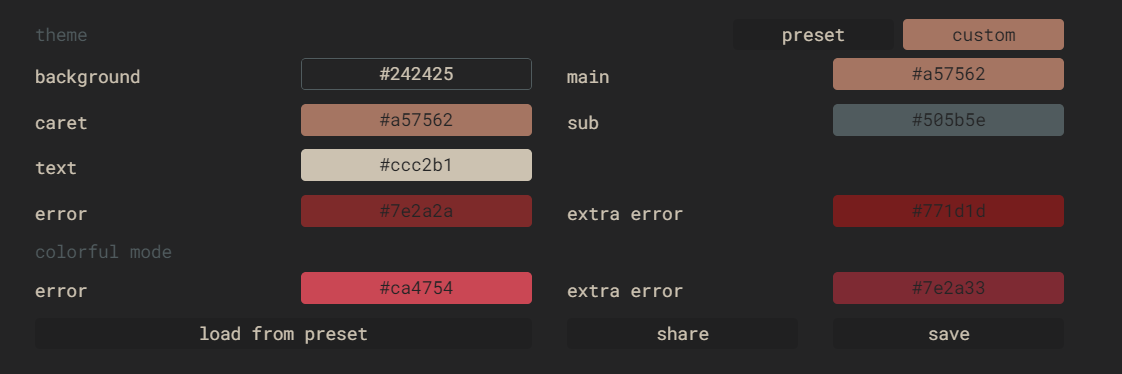 theme preset custom
background #242425 main #a57562
caret #a57562 sub #505b5e
text #ccc2b1
error #7e2a2a extra error #771d1d
colorful mode
error #ca4754 extra error #7e2a33
load from preset share save